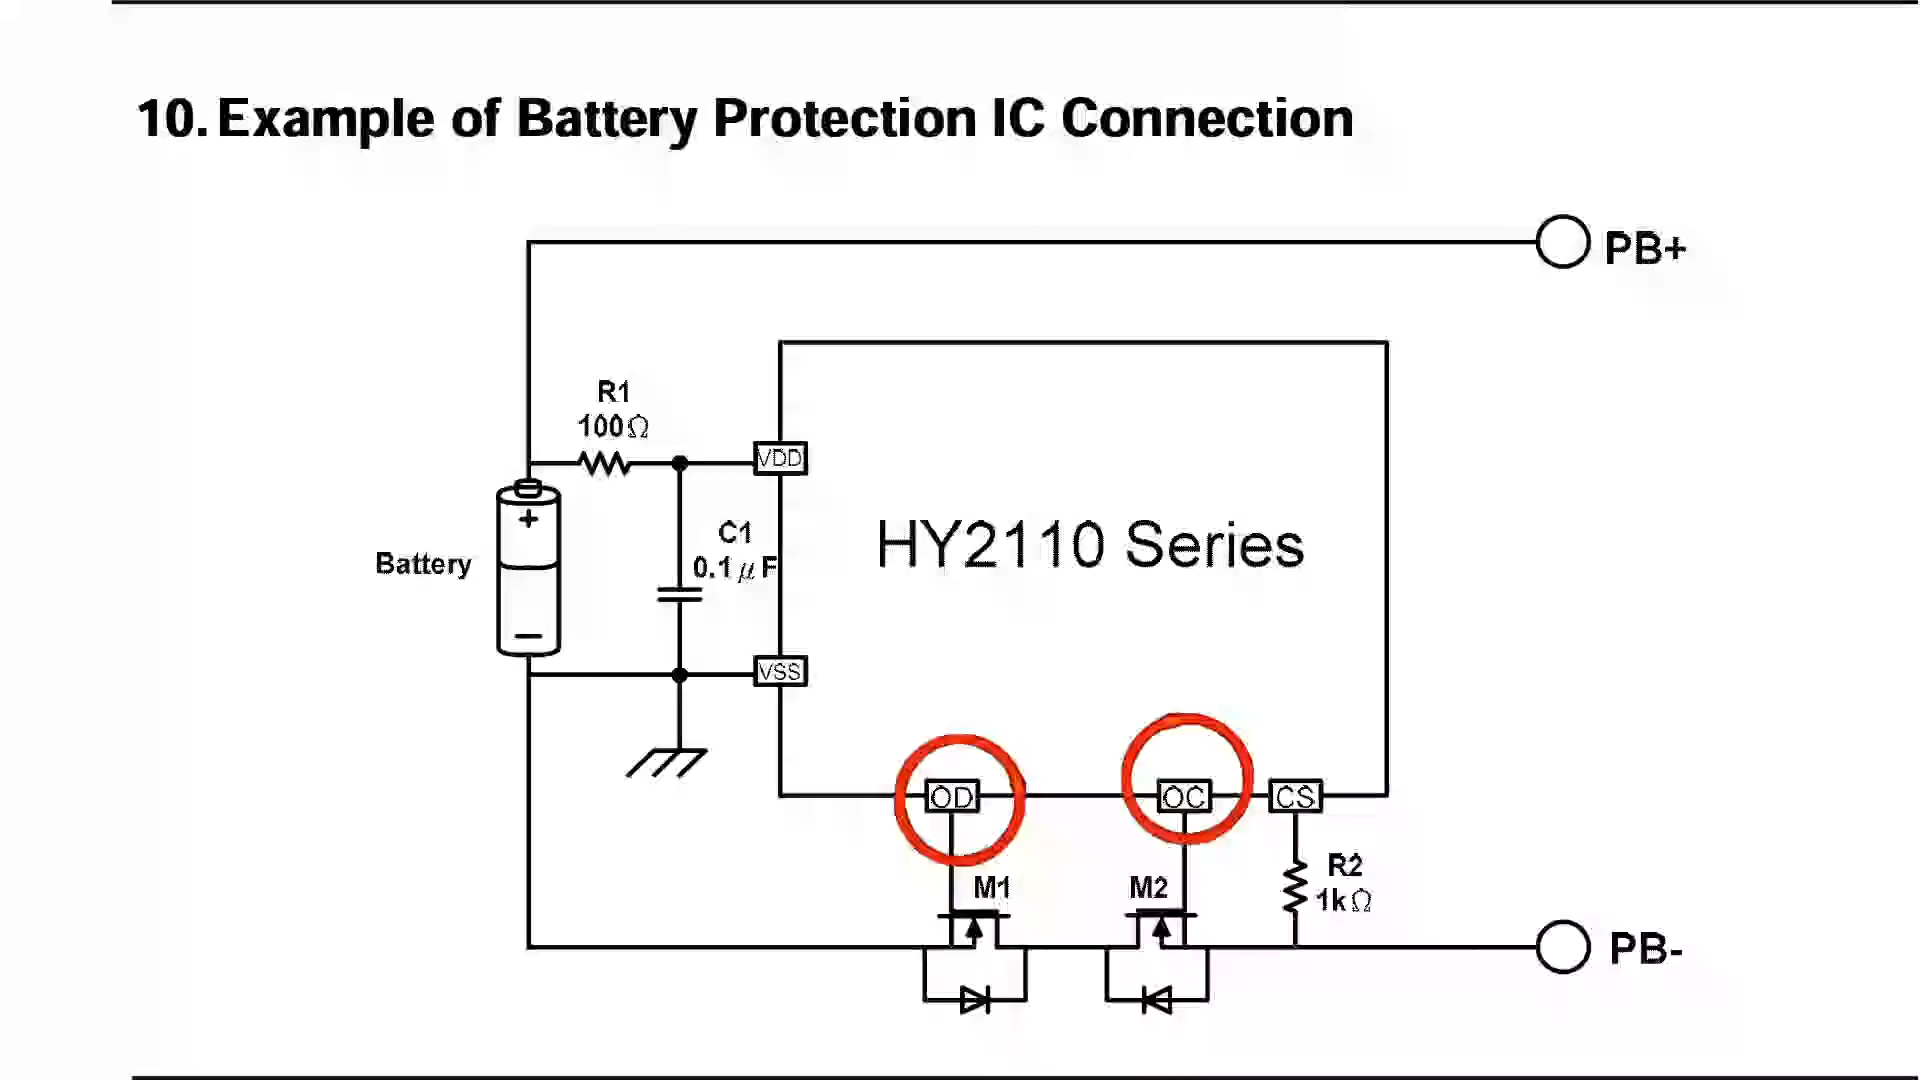 10. Example of Battery Protection IC Connection
PB+
R1
100Ω
VDD
C1
0.1μF
HY2110 Series
+
Battery
−
VSS
OD
OC
CS
M1
M2
R2
1kΩ
PB-